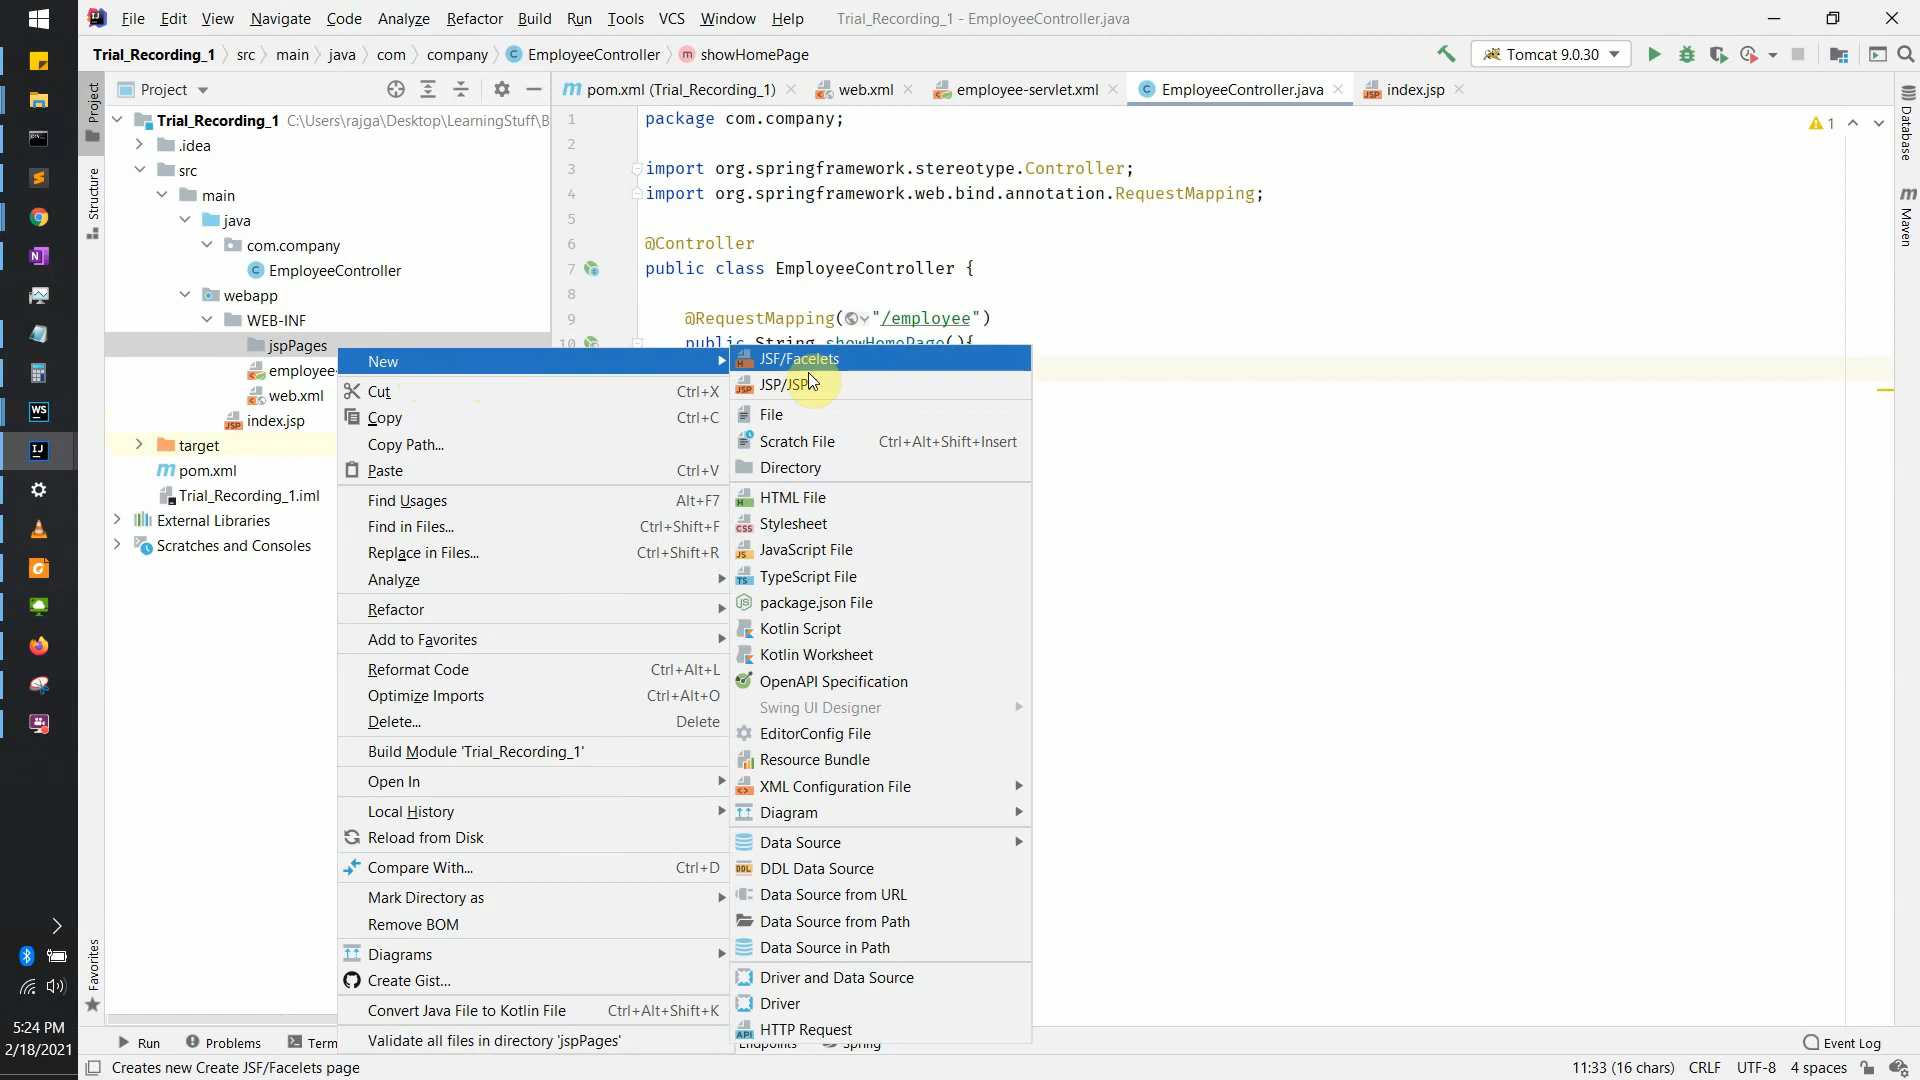 File Edit View Navigate Code Analyze Refactor Build Run Tools VCS Window Help Trial_Recording_1 - EmployeeController.java
Trial_Recording_1 src main java com company EmployeeController showHomePage Tomcat 9.0.30
Project
pom.xml (Trial_Recording_1) web.xml employee-servlet.xml EmployeeController.java index.jsp
Project
Structure
Favorites
Database
Maven
Trial_Recording_1 C:\Users\rajga\Desktop\LearningStuff\B
.idea
src
main
java
com.company
EmployeeController
webapp
WEB-INF
jspPages
employee-
web.xml
index.jsp
target
pom.xml
Trial_Recording_1.iml
External Libraries
Scratches and Consoles
1 package com.company;
2
3 import org.springframework.stereotype.Controller;
4 import org.springframework.web.bind.annotation.RequestMapping;
5
6 @Controller
7 public class EmployeeController {
8
9 @RequestMapping("/employee")
10 public String showHomePage(){
1
New
Cut Ctrl+X
Copy Ctrl+C
Copy Path...
Paste Ctrl+V
Find Usages Alt+F7
Find in Files... Ctrl+Shift+F
Replace in Files... Ctrl+Shift+R
Analyze
Refactor
Add to Favorites
Reformat Code Ctrl+Alt+L
Optimize Imports Ctrl+Alt+O
Delete... Delete
Build Module 'Trial_Recording_1'
Open In
Local History
Reload from Disk
Compare With... Ctrl+D
Mark Directory as
Remove BOM
Diagrams
Create Gist...
Convert Java File to Kotlin File Ctrl+Alt+Shift+K
Validate all files in directory 'jspPages'
JSF/Facelets
JSP/JSP
File
Scratch File Ctrl+Alt+Shift+Insert
Directory
HTML File
Stylesheet
JavaScript File
TypeScript File
package.json File
Kotlin Script
Kotlin Worksheet
OpenAPI Specification
Swing UI Designer
EditorConfig File
Resource Bundle
XML Configuration File
Diagram
Data Source
DDL Data Source
Data Source from URL
Data Source from Path
Data Source in Path
Driver and Data Source
Driver
HTTP Request
Run Problems Term Endpoints Spring Event Log
Creates new Create JSF/Facelets page 11:33 (16 chars) CRLF UTF-8 4 spaces
5:24 PM
2/18/2021